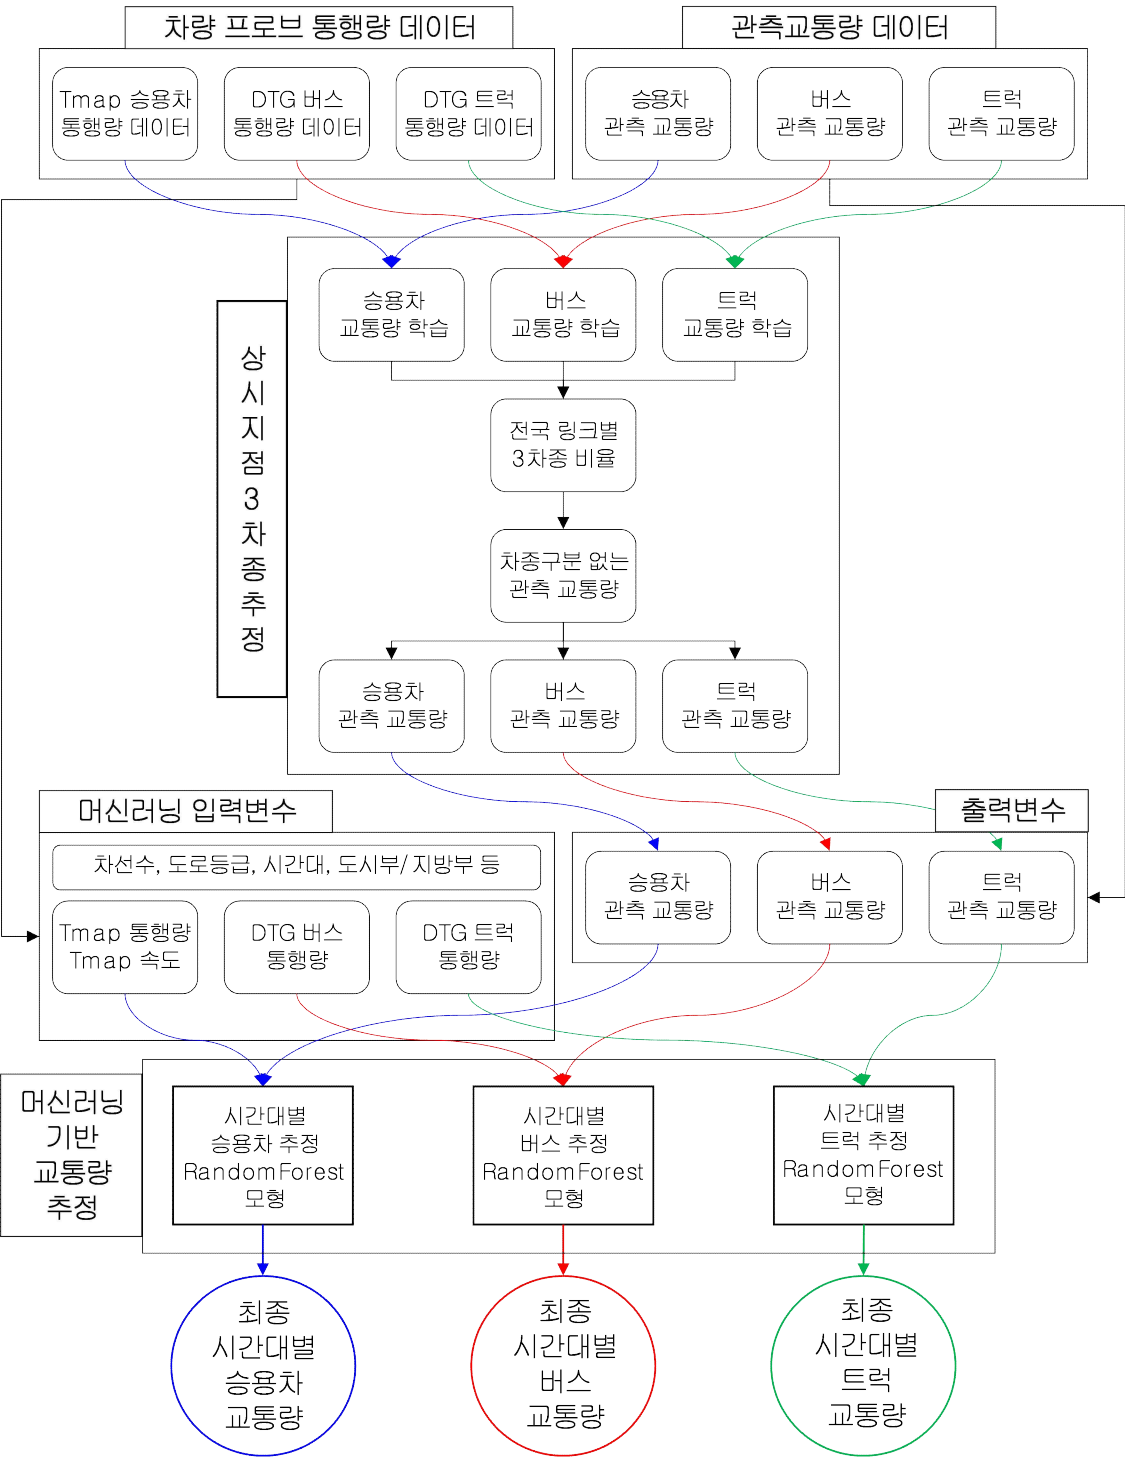 차량 프로브 통행량 데이터
관측교통량 데이터
Tmap 승용차
통행량 데이터
DTG 버스
통행량 데이터
DTG 트럭
통행량 데이터
승용차
관측 교통량
버스
관측 교통량
트럭
관측 교통량
상
시
지
점
3
차
종
추
정
승용차
교통량 학습
버스
교통량 학습
트럭
교통량 학습
전국 링크별
3차종 비율
차종구분 없는
관측 교통량
승용차
관측 교통량
버스
관측 교통량
트럭
관측 교통량
머신러닝 입력변수
차선수, 도로등급, 시간대, 도시부/지방부 등
Tmap 통행량
Tmap 속도
DTG 버스
통행량
DTG 트럭
통행량
출력변수
승용차
관측 교통량
버스
관측 교통량
트럭
관측 교통량
머신러닝
기반
교통량
추정
시간대별
승용차 추정
RandomForest
모형
시간대별
버스 추정
RandomForest
모형
시간대별
트럭 추정
RandomForest
모형
최종
시간대별
승용차
교통량
최종
시간대별
버스
교통량
최종
시간대별
트럭
교통량